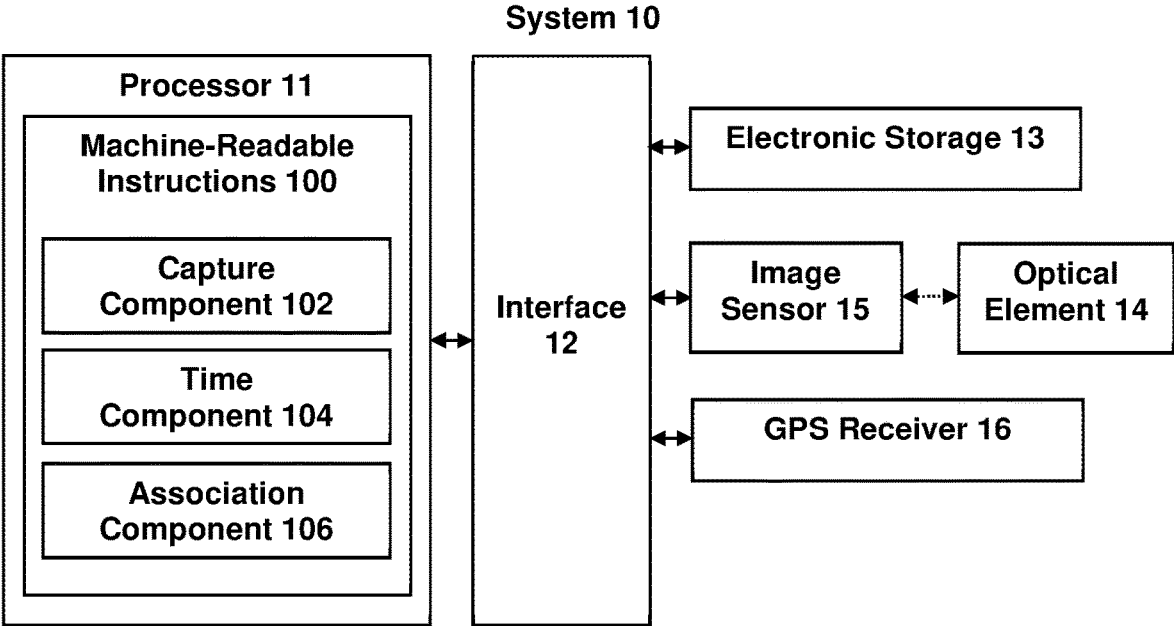 System 10
Processor 11
Machine-Readable
Instructions 100
Capture
Component 102
Time
Component 104
Association
Component 106
Interface
12
Electronic Storage 13
Image
Sensor 15
Optical
Element 14
GPS Receiver 16